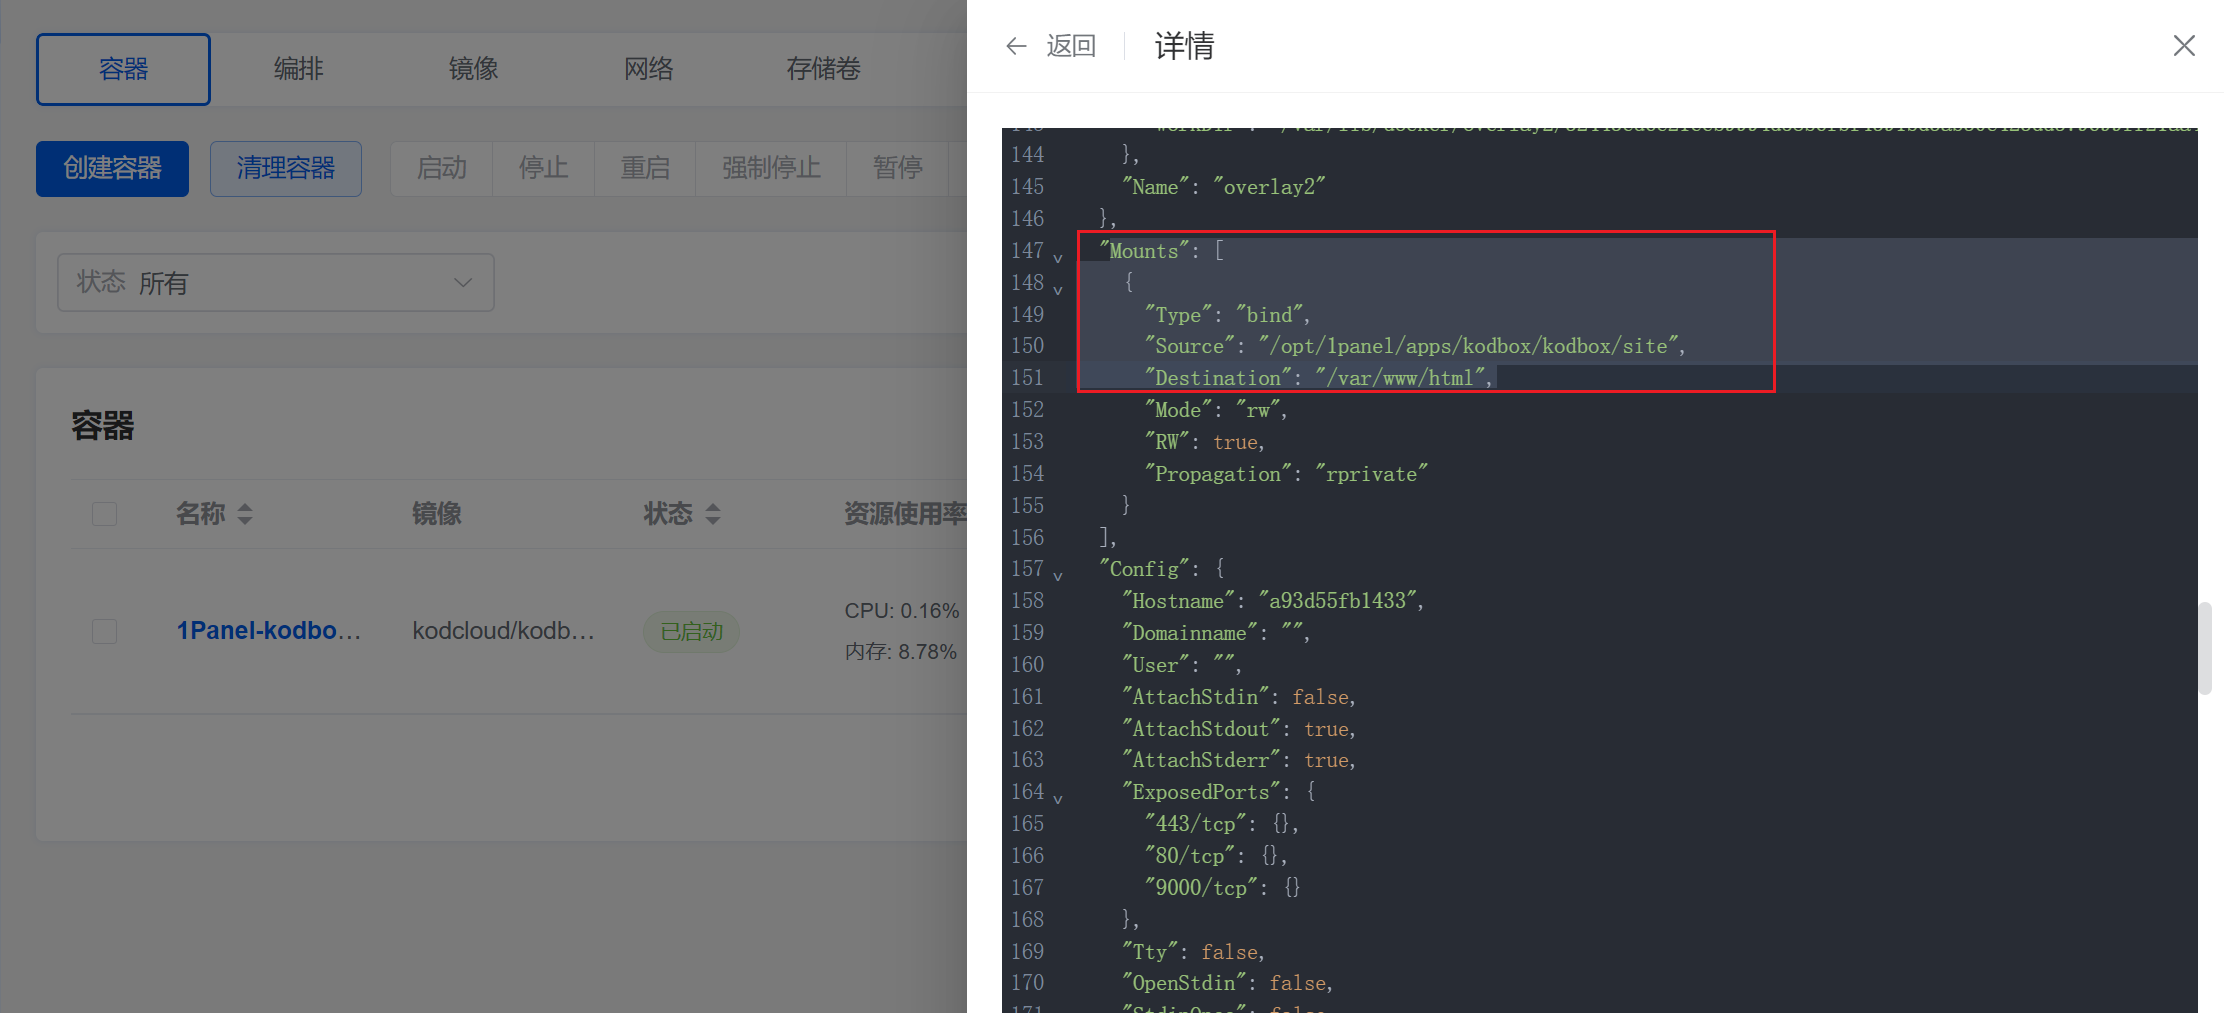 容器
编排
镜像
网络
存储卷
创建容器
清理容器
启动
停止
重启
强制停止
暂停
状态 所有
容器
名称
镜像
状态
资源使用率
1Panel-kodbo...
kodcloud/kodb...
已启动
CPU: 0.16%
内存: 8.78%
返回
详情
144 },
145 "Name": "overlay2"
146 },
147 "Mounts": [
148 {
149 "Type": "bind",
150 "Source": "/opt/1panel/apps/kodbox/kodbox/site",
151 "Destination": "/var/www/html",
152 "Mode": "rw",
153 "RW": true,
154 "Propagation": "rprivate"
155 }
156 ],
157 "Config": {
158 "Hostname": "a93d55fb1433",
159 "Domainname": "",
160 "User": "",
161 "AttachStdin": false,
162 "AttachStdout": true,
163 "AttachStderr": true,
164 "ExposedPorts": {
165 "443/tcp": {},
166 "80/tcp": {},
167 "9000/tcp": {}
168 },
169 "Tty": false,
170 "OpenStdin": false,